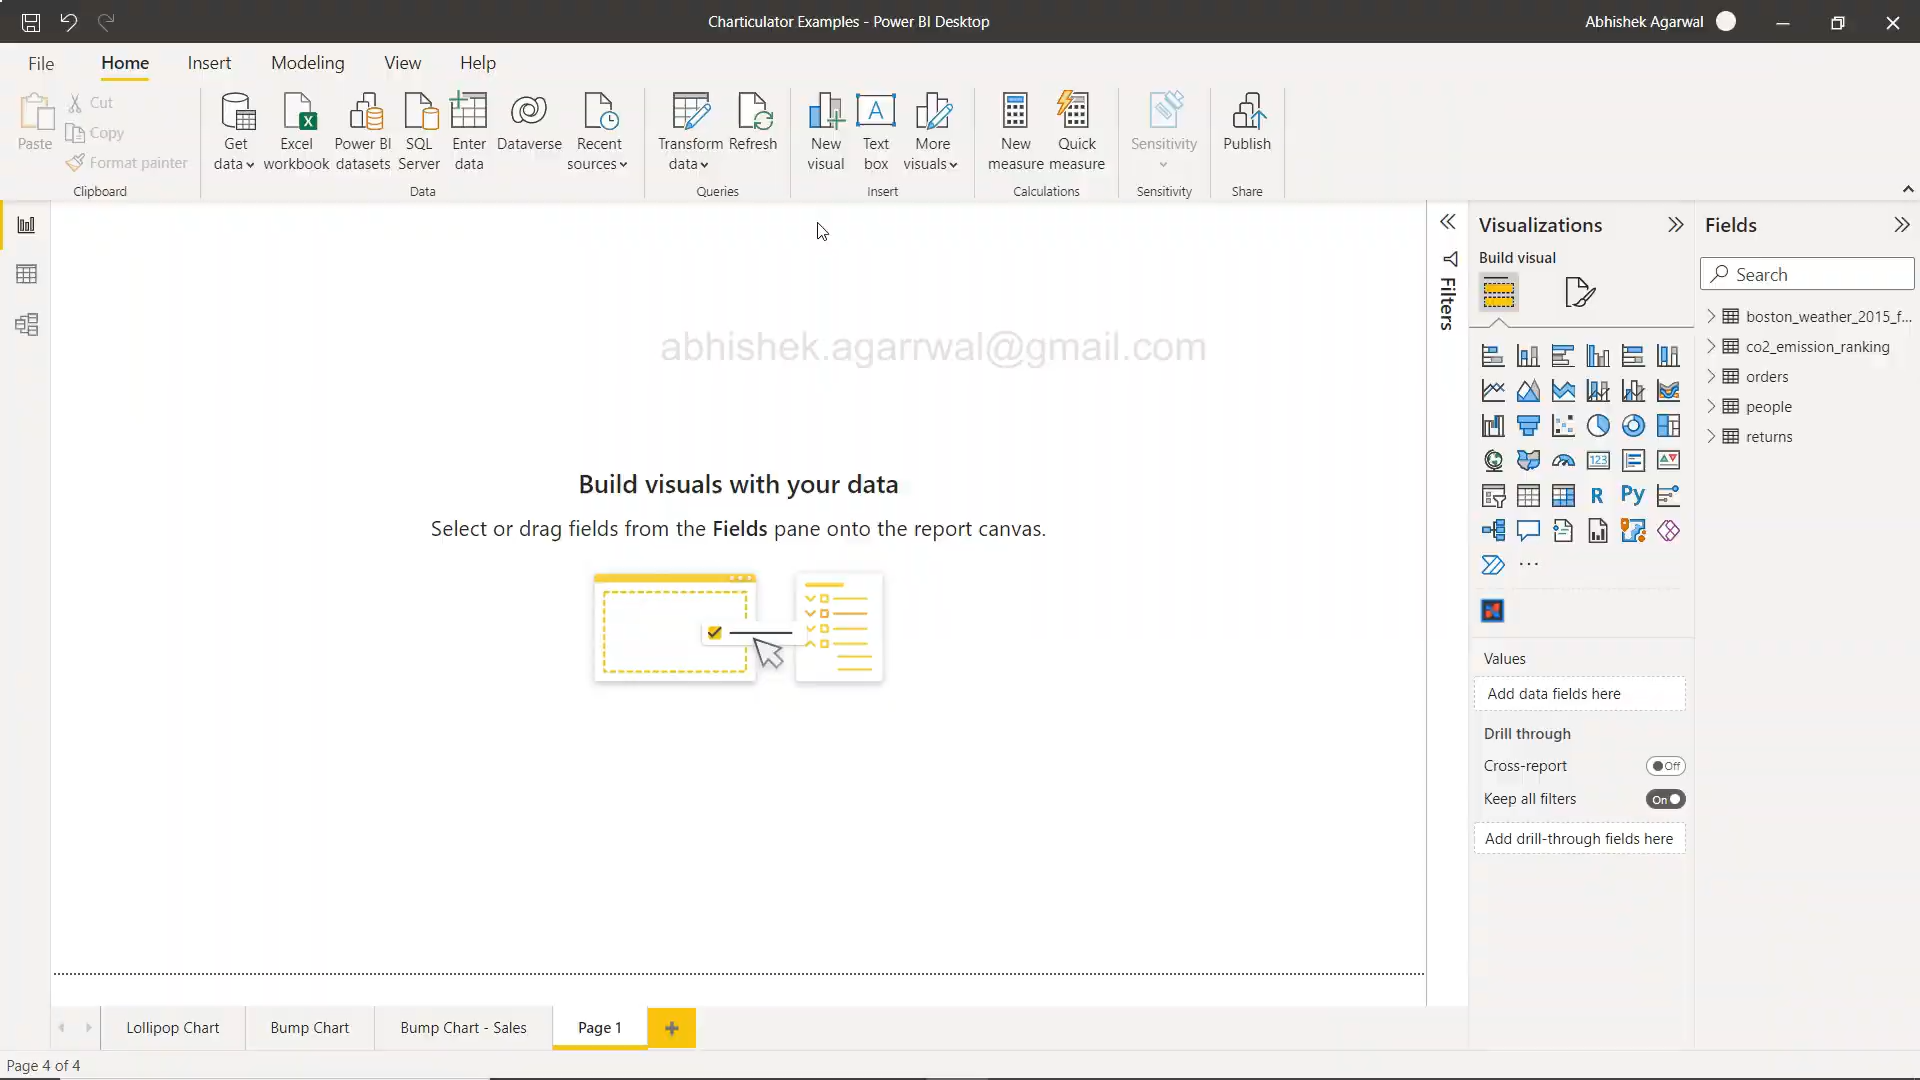 Charticulator Examples - Power BI Desktop
Abhishek Agarwal
File
Home
Insert
Modeling
View
Help
Paste
Cut
Copy
Format painter
Clipboard
Get data
Excel workbook
Power BI datasets
SQL Server
Enter data
Dataverse
Recent sources
Data
Transform data
Refresh
Queries
New visual
Text box
More visuals
Insert
New measure
Quick measure
Calculations
Sensitivity
Sensitivity
Publish
Share
abhishek.agarrwal@gmail.com
Build visuals with your data
Select or drag fields from the Fields pane onto the report canvas.
Filters
Visualizations
Build visual
123
R
Py
...
Values
Add data fields here
Drill through
Cross-report
Off
Keep all filters
On
Add drill-through fields here
Fields
Search
boston_weather_2015_f...
co2_emission_ranking
orders
people
returns
Lollipop Chart
Bump Chart
Bump Chart - Sales
Page 1
Page 4 of 4